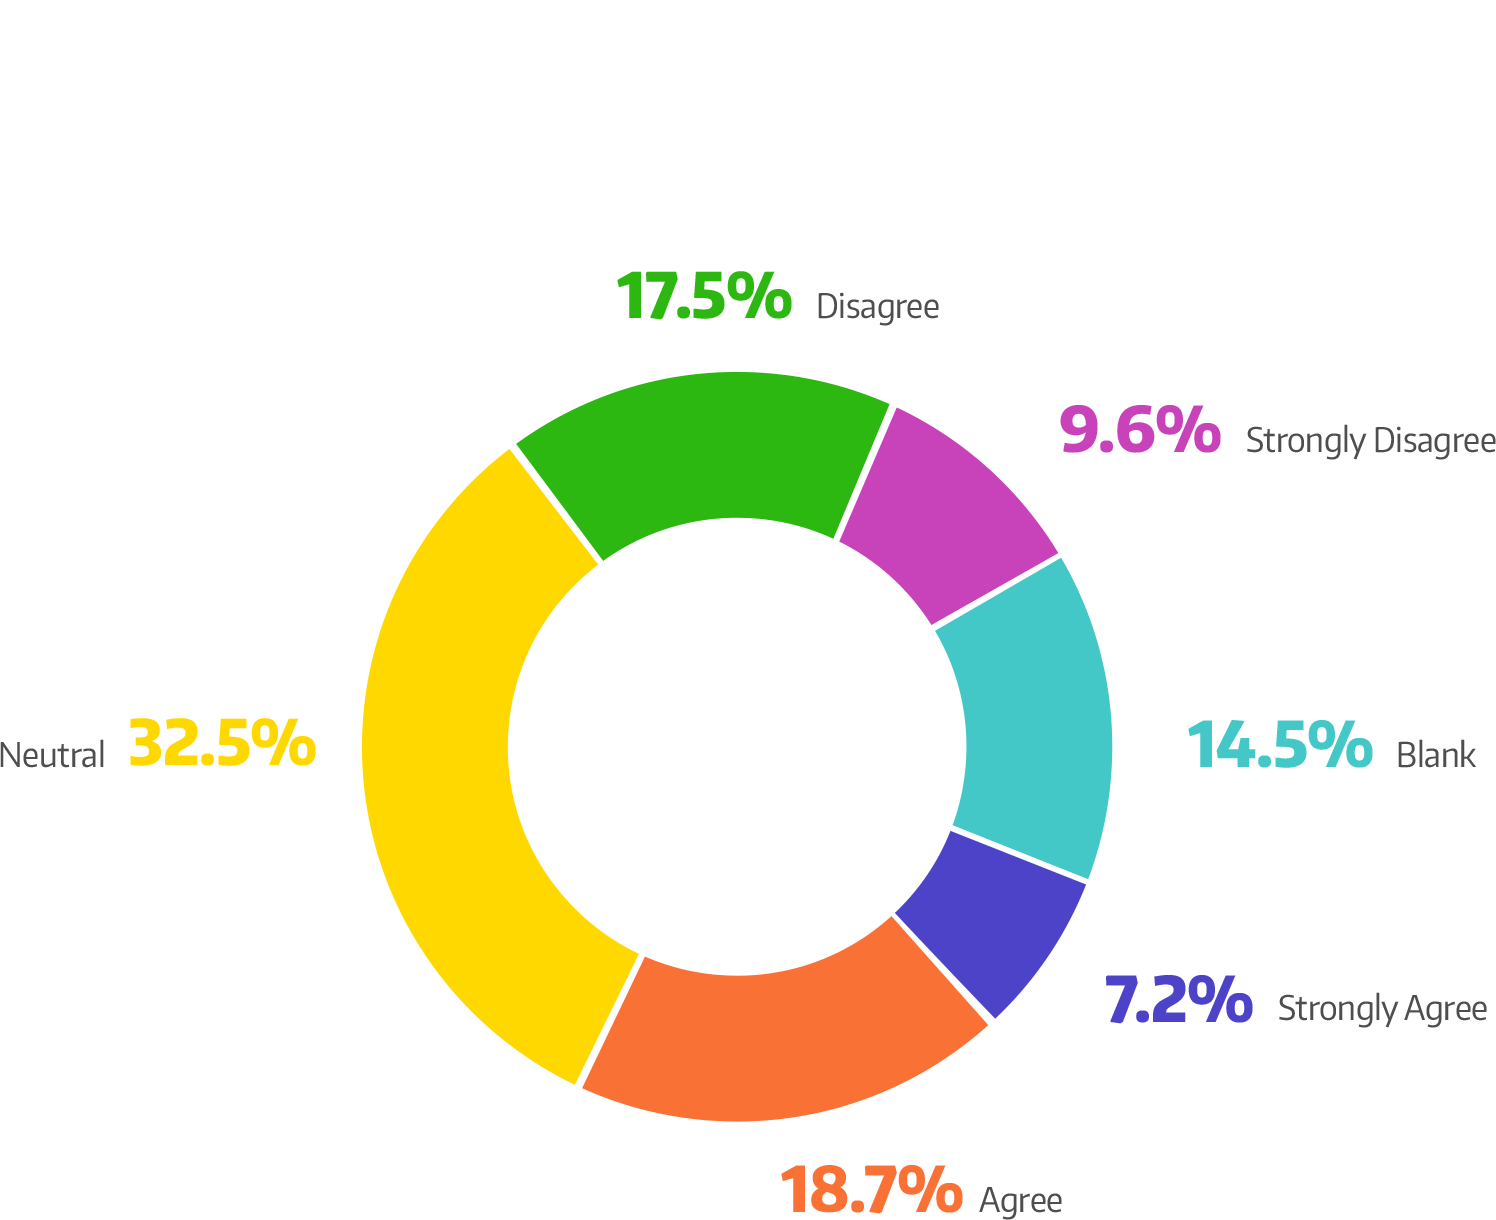 17.5% Disagree
9.6% Strongly Disagree
Neutral 32.5%
14.5% Blank
7.2% Strongly Agree
18.7% Agree